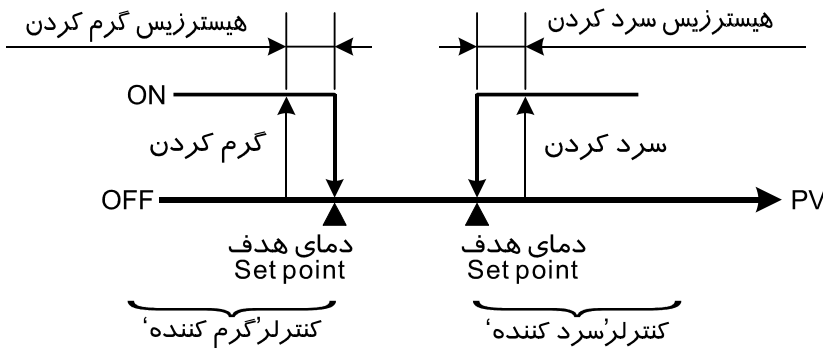 هیسترزیس گرم کردن
هیسترزیس سرد کردن
ON
گرم کردن
سرد کردن
OFF
PV
دمای هدف
Set point
دمای هدف
Set point
کنترلر'گرم کننده'
کنترلر'سرد کننده'